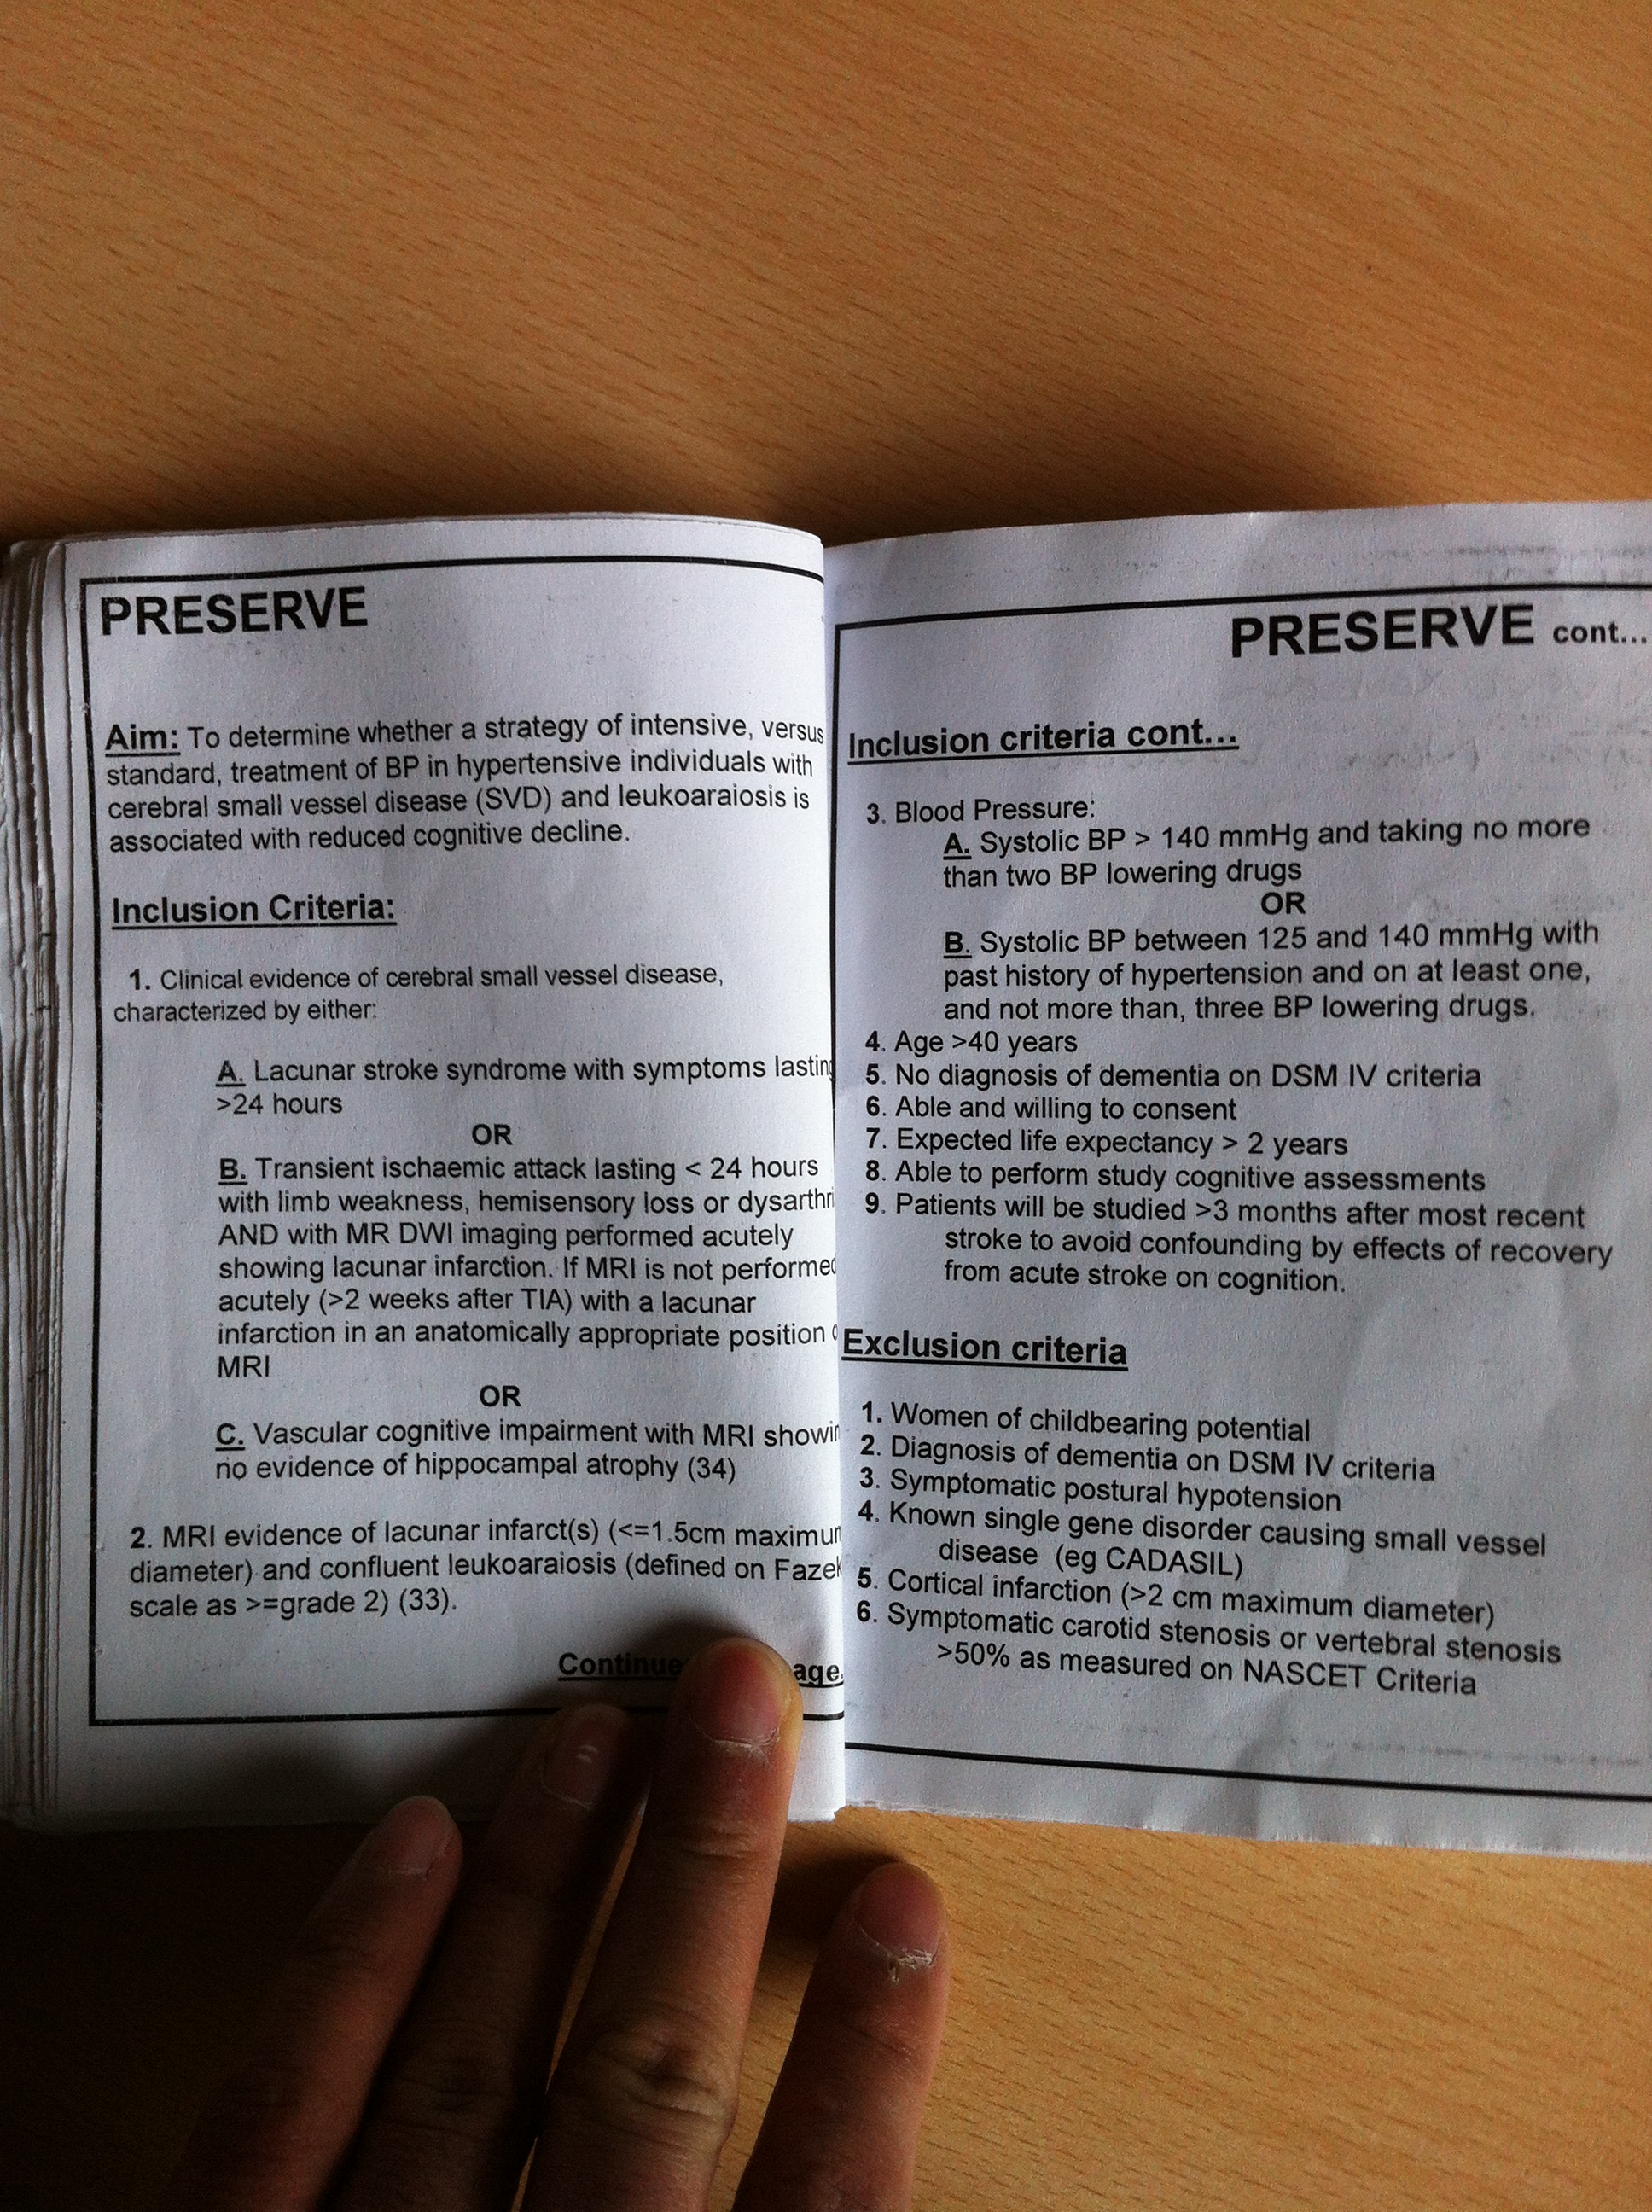 PRESERVE
Aim: To determine whether a strategy of intensive, versus
standard, treatment of BP in hypertensive individuals with
cerebral small vessel disease (SVD) and leukoaraiosis is
associated with reduced cognitive decline.
Inclusion Criteria:
1. Clinical evidence of cerebral small vessel disease,
characterized by either:
A. Lacunar stroke syndrome with symptoms lasting
>24 hours
OR
B. Transient ischaemic attack lasting < 24 hours
with limb weakness, hemisensory loss or dysarthri
AND with MR DWI imaging performed acutely
showing lacunar infarction. If MRI is not performed
acutely (>2 weeks after TIA) with a lacunar
infarction in an anatomically appropriate position
MRI
OR
C. Vascular cognitive impairment with MRI showin
no evidence of hippocampal atrophy (34)
2. MRI evidence of lacunar infarct(s) (<=1.5cm maximum
diameter) and confluent leukoaraiosis (defined on Fazek
scale as >=grade 2) (33).
Continue age.
PRESERVE cont...
Inclusion criteria cont...
3. Blood Pressure:
A. Systolic BP > 140 mmHg and taking no more
than two BP lowering drugs
OR
B. Systolic BP between 125 and 140 mmHg with
past history of hypertension and on at least one,
and not more than, three BP lowering drugs.
4. Age >40 years
5. No diagnosis of dementia on DSM IV criteria
6. Able and willing to consent
7. Expected life expectancy > 2 years
8. Able to perform study cognitive assessments
9. Patients will be studied >3 months after most recent
stroke to avoid confounding by effects of recovery
from acute stroke on cognition.
Exclusion criteria
1. Women of childbearing potential
2. Diagnosis of dementia on DSM IV criteria
3. Symptomatic postural hypotension
4. Known single gene disorder causing small vessel
disease (eg CADASIL)
5. Cortical infarction (>2 cm maximum diameter)
6. Symptomatic carotid stenosis or vertebral stenosis
>50% as measured on NASCET Criteria